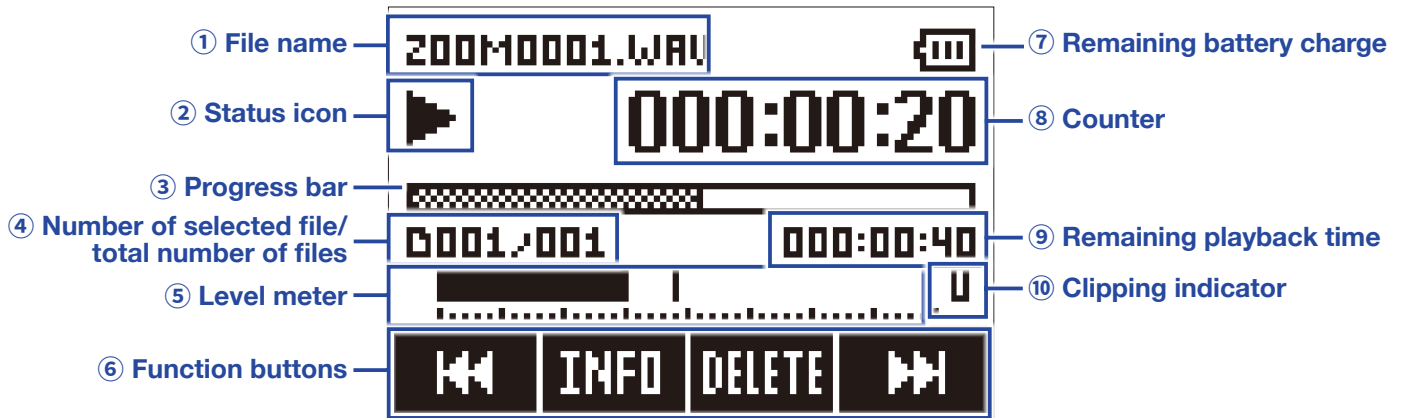 ① File name
② Status icon
③ Progress bar
④ Number of selected file/
total number of files
⑤ Level meter
⑥ Function buttons
ZOOM0001.WAV
000:00:20
001/001
000:00:40
INFO
DELETE
⑦ Remaining battery charge
⑧ Counter
⑨ Remaining playback time
⑩ Clipping indicator